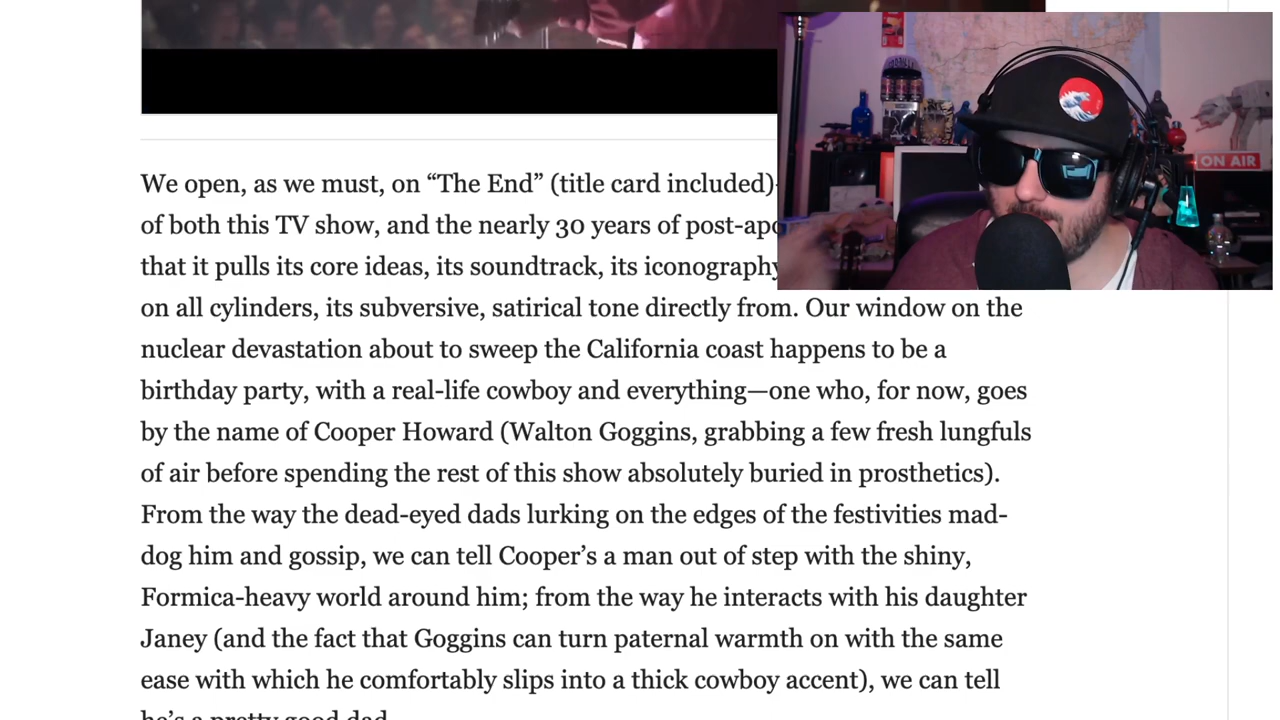 We open, as we must, on “The End” (title card included)
of both this TV show, and the nearly 30 years of
that it pulls its core ideas, its soundtrack, its iconography
on all cylinders, its subversive, satirical tone directly from. Our window on the
nuclear devastation about to sweep the California coast happens to be a
birthday party, with a real-life cowboy and everything—one who, for now, goes
by the name of Cooper Howard (Walton Goggins, grabbing a few fresh lungfuls
of air before spending the rest of this show absolutely buried in prosthetics).
From the way the dead-eyed dads lurking on the edges of the festivities mad-
dog him and gossip, we can tell Cooper’s a man out of step with the shiny,
Formica-heavy world around him; from the way he interacts with his daughter
Janey (and the fact that Goggins can turn paternal warmth on with the same
ease with which he comfortably slips into a thick cowboy accent), we can tell
he’s a pretty good dad
ON AIR